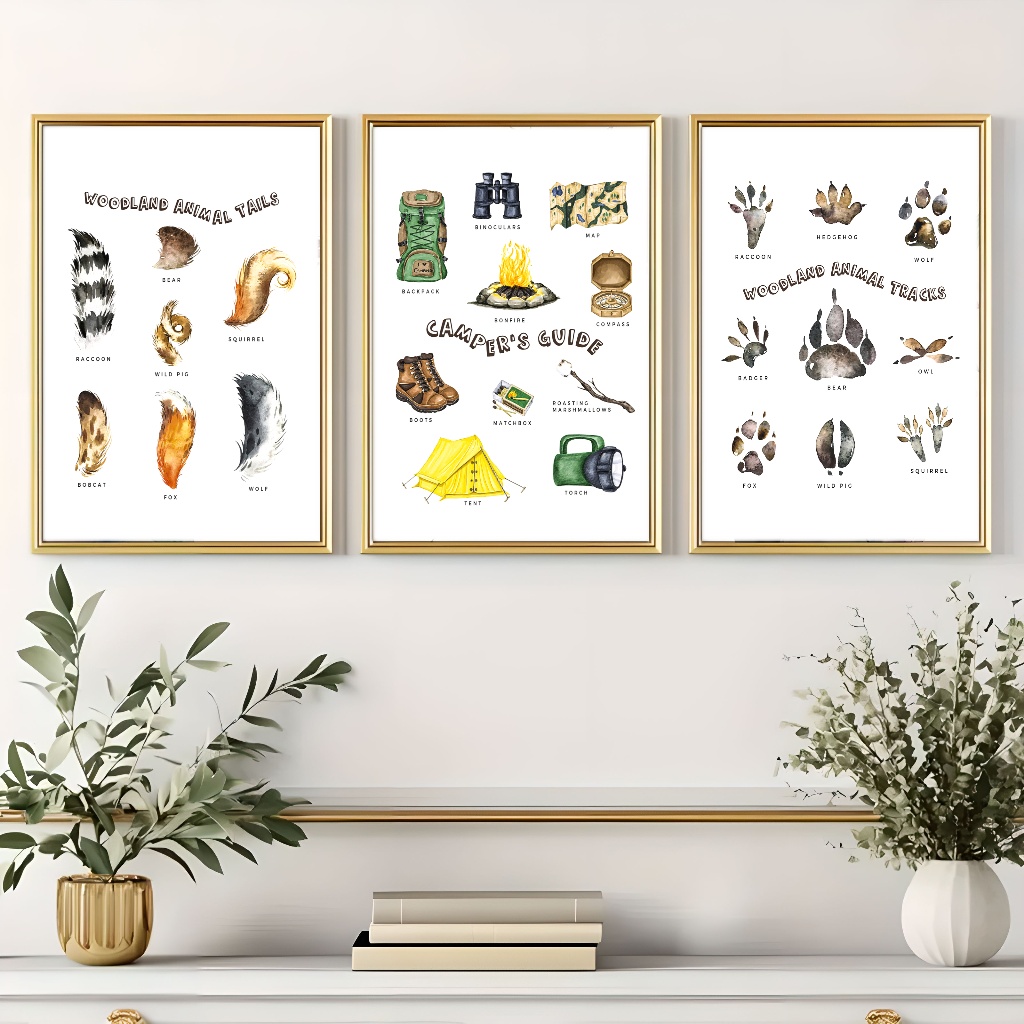 WOODLAND ANIMAL TAILS
RACCOON
BEAR
SQUIRREL
WILD PIG
BOBCAT
FOX
WOLF
BACKPACK
BINOCULARS
MAP
BONFIRE
COMPASS
CAMPER'S GUIDE
BOOTS
MATCHBOX
ROASTING
MARSHMALLOWS
TENT
TORCH
RACCOON
HEDGEHOG
WOLF
WOODLAND ANIMAL TRACKS
BADGER
BEAR
OWL
FOX
WILD PIG
SQUIRREL